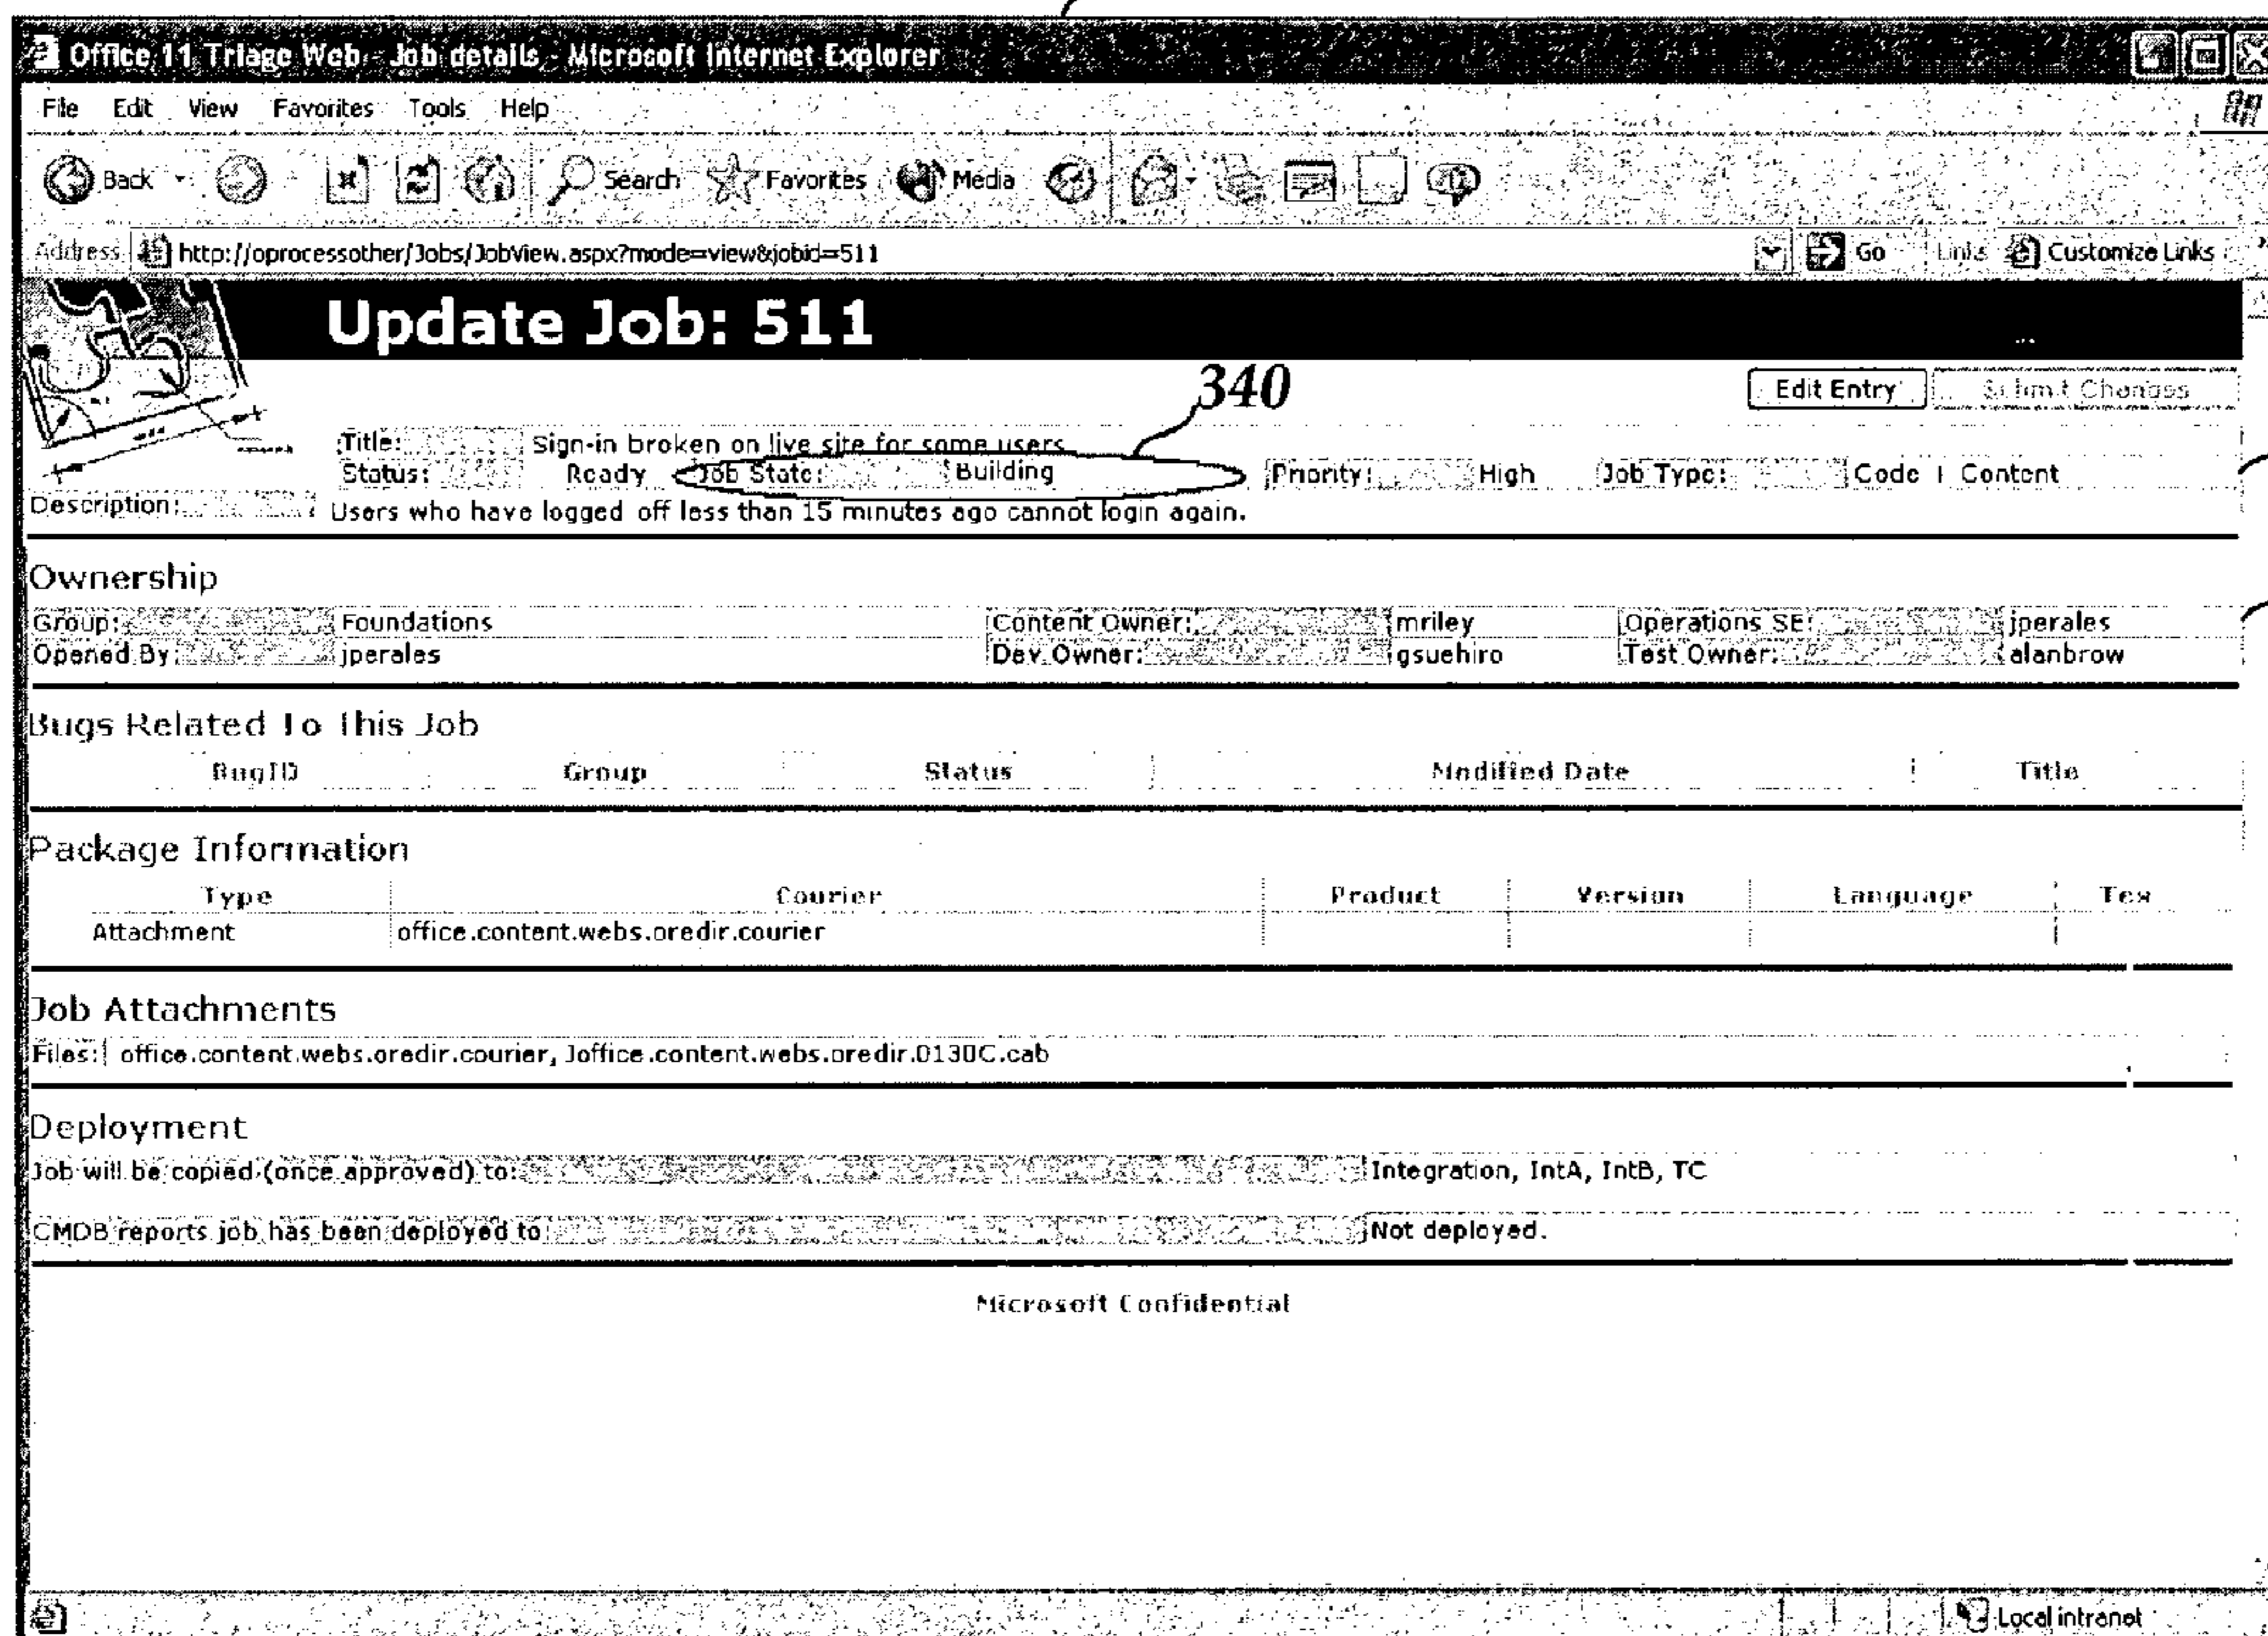 Office 11 Triage Web - Job details - Microsoft Internet Explorer
File Edit View Favorites Tools Help
Back Search Favorites Media
Address http://oprocessother/Jobs/JobView.aspx?mode=view&jobid=511 Go Links Customize Links »
Update Job: 511
340
Edit Entry Submit Changes
Title: Sign-in broken on live site for some users
Status: Ready Job State: Building Priority: High Job Type: Code + Content
Description: Users who have logged off less than 15 minutes ago cannot login again.
Ownership
Group: Foundations Content Owner: mriley Operations SE: jperales
Opened By: jperales Dev Owner: gsuehiro Test Owner: alanbrow
Bugs Related To This Job
BugID Group Status Modified Date Title
Package Information
Type Courier Product Version Language Tex
Attachment office.content.webs.oredir.courier
Job Attachments
Files: office.content.webs.oredir.courier, Joffice.content.webs.oredir.0130C.cab
Deployment
Job will be copied (once approved) to: Integration, IntA, IntB, TC
CMDB reports job has been deployed to: Not deployed.
Microsoft Confidential
Local intranet